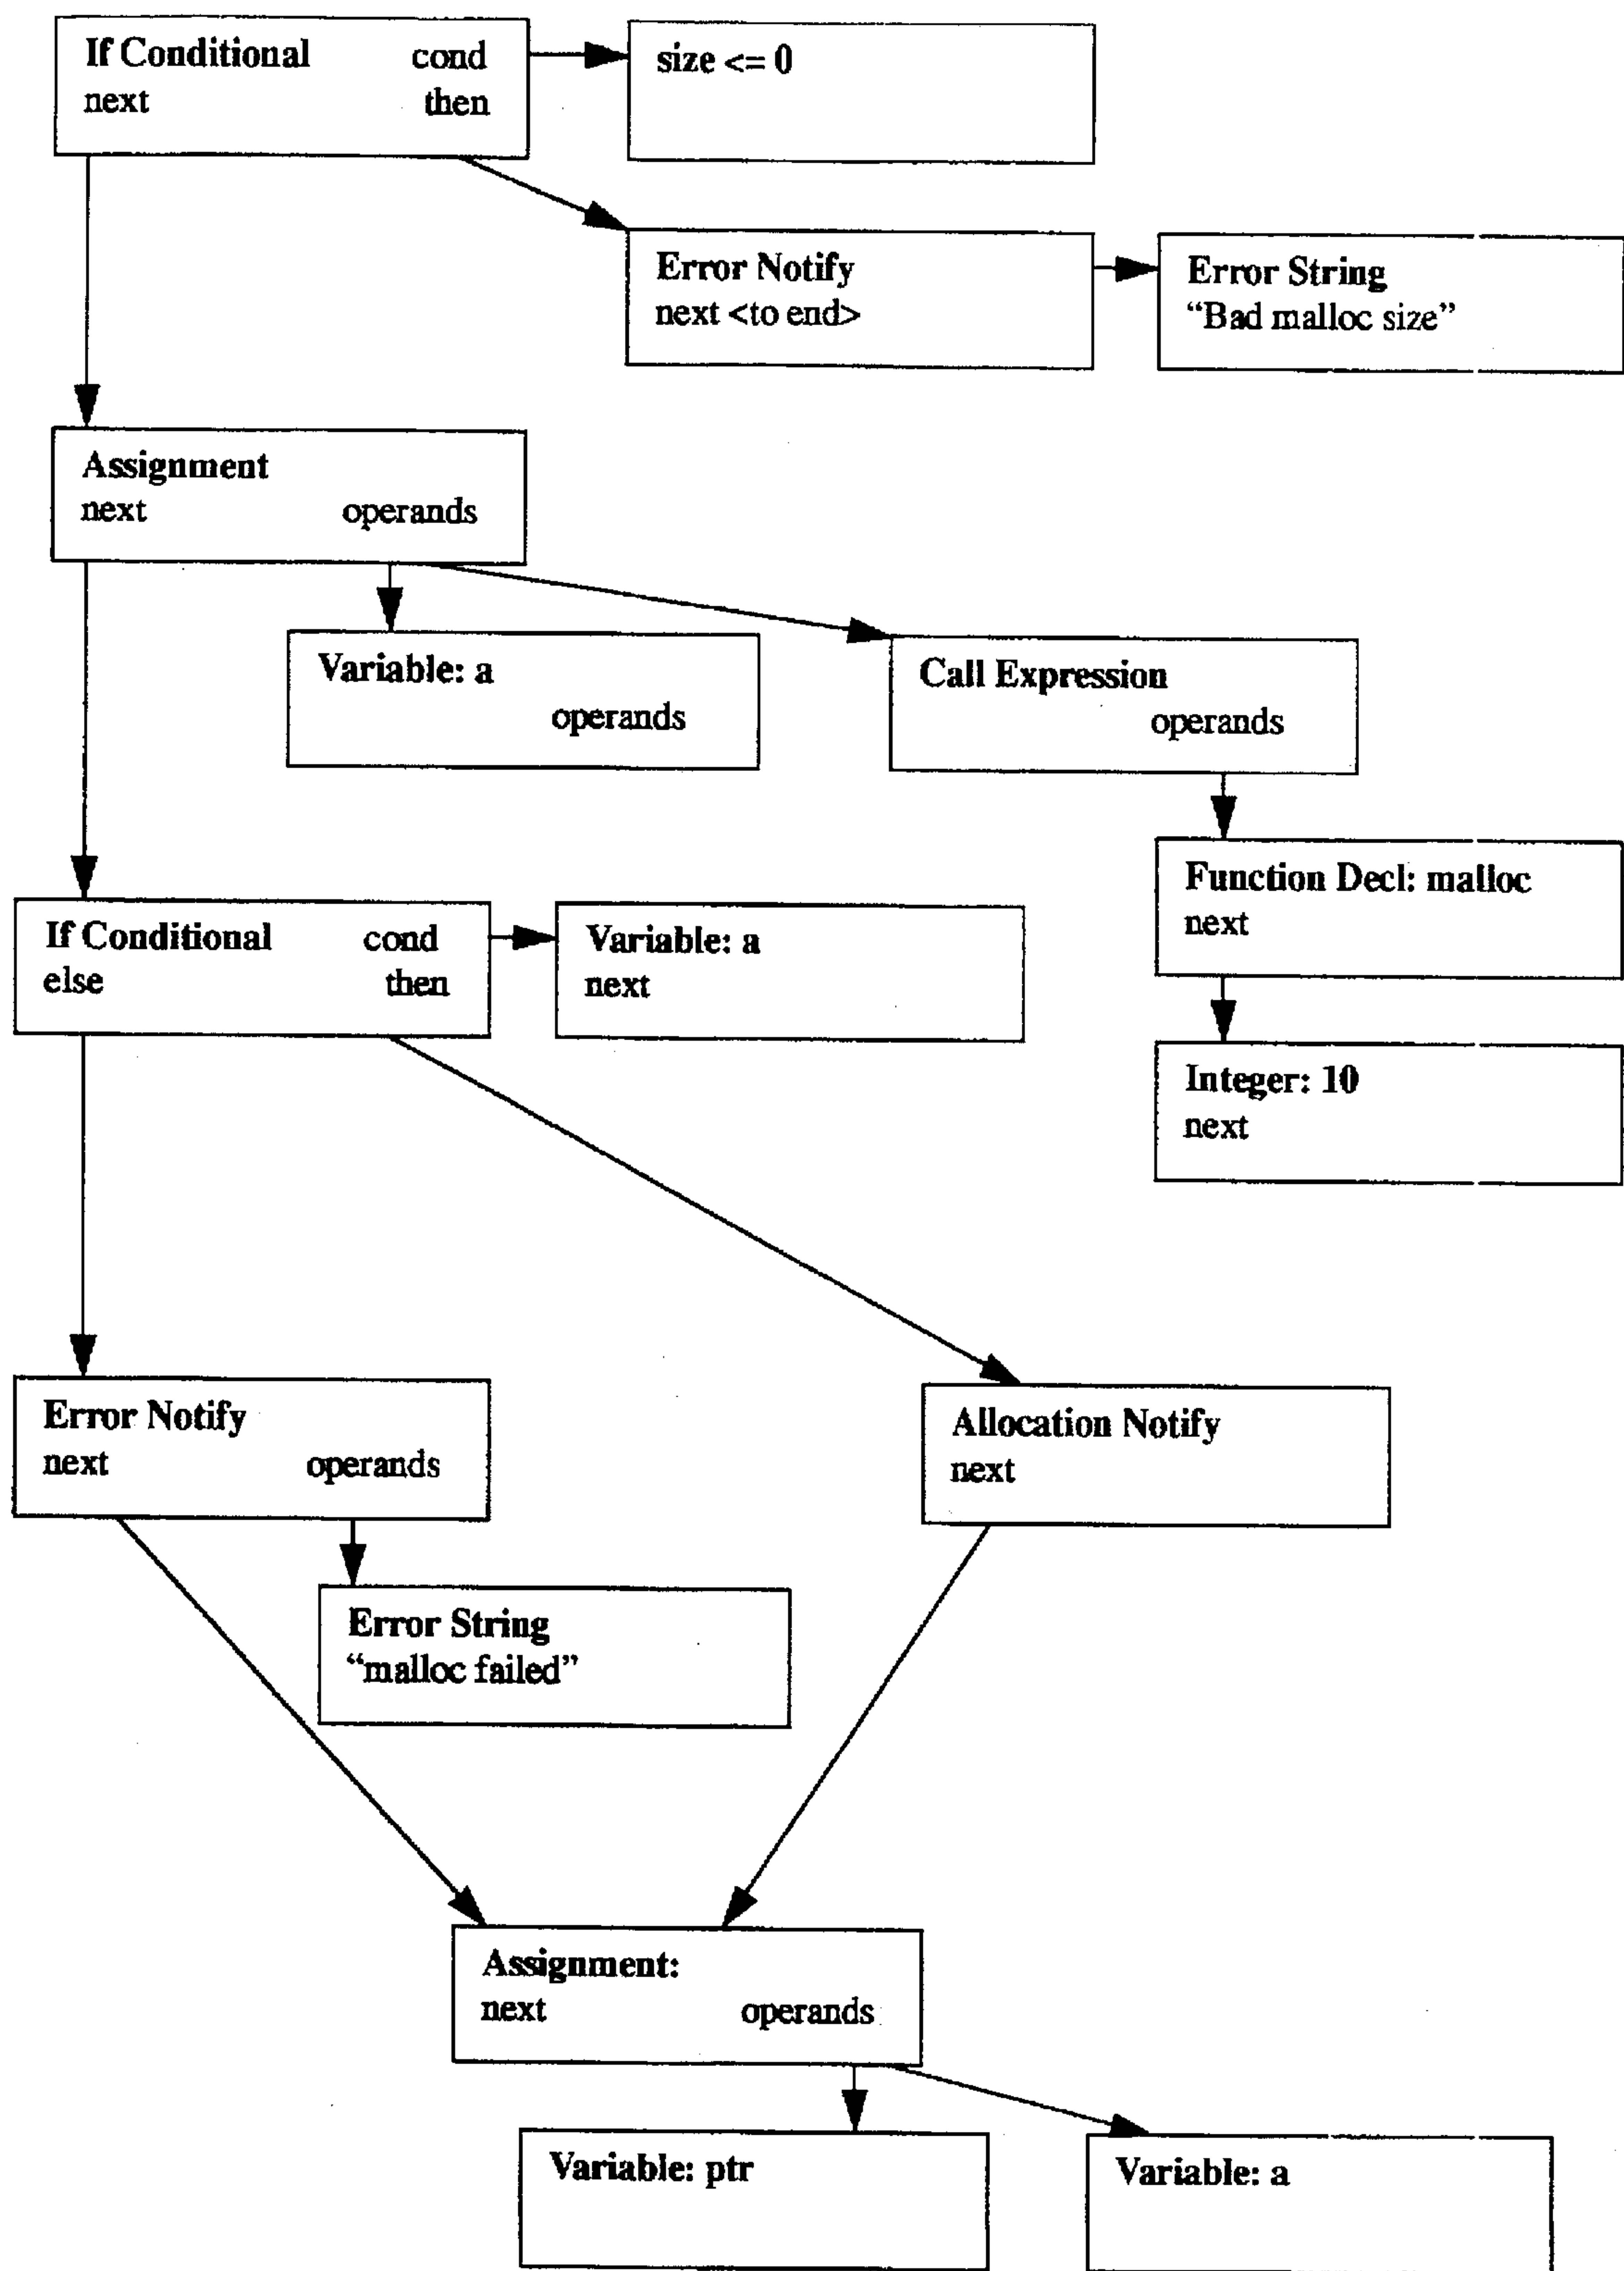 If Conditional cond
next then
size <= 0
Error Notify
next <to end>
Error String
“Bad malloc size”
Assignment
next operands
Variable: a
operands
Call Expression
operands
Function Decl: malloc
next
If Conditional cond
else then
Variable: a
next
Integer: 10
next
Error Notify
next operands
Allocation Notify
next
Error String
“malloc failed”
Assignment:
next operands
Variable: ptr
Variable: a